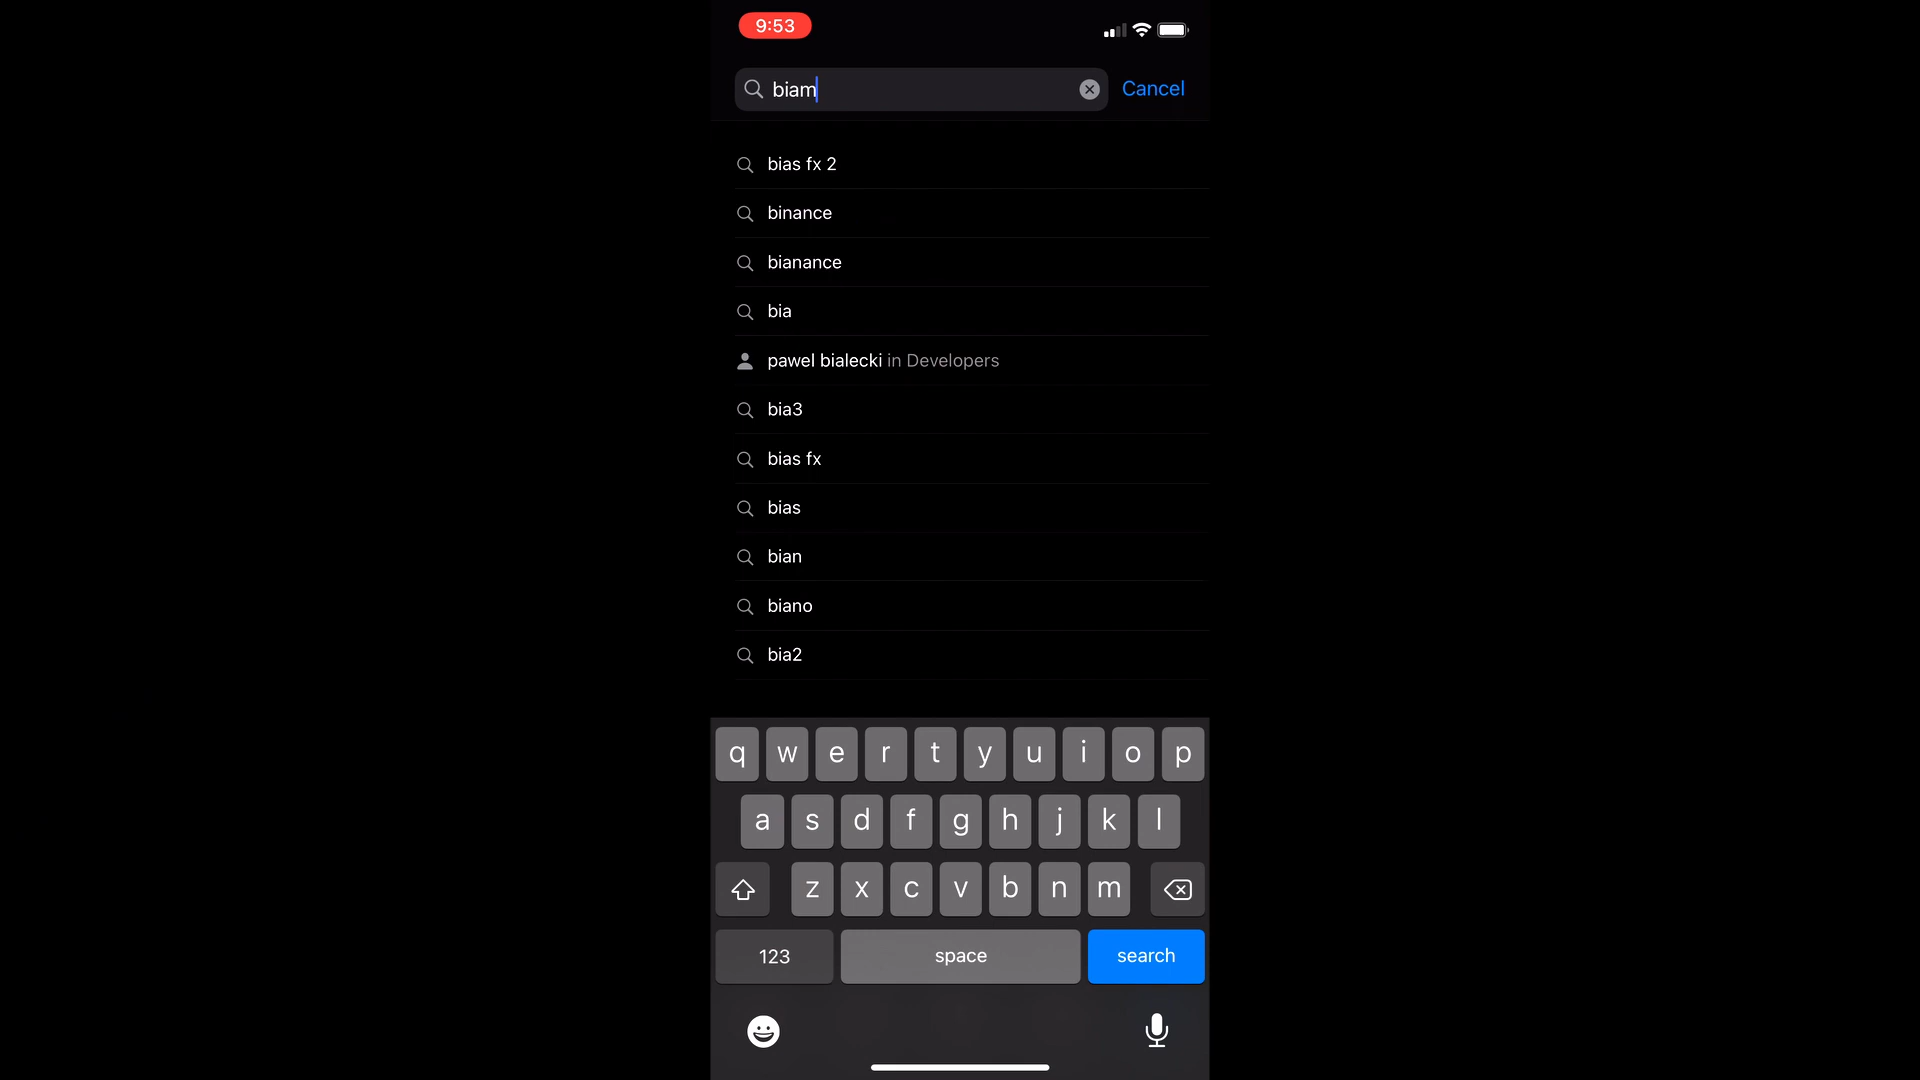 9:53
biam
Cancel
bias fx 2
binance
bianance
bia
pawel bialecki in Developers
bia3
bias fx
bias
bian
biano
bia2
q w e r t y u i o p
a s d f g h j k l
z x c v b n m
123 space search